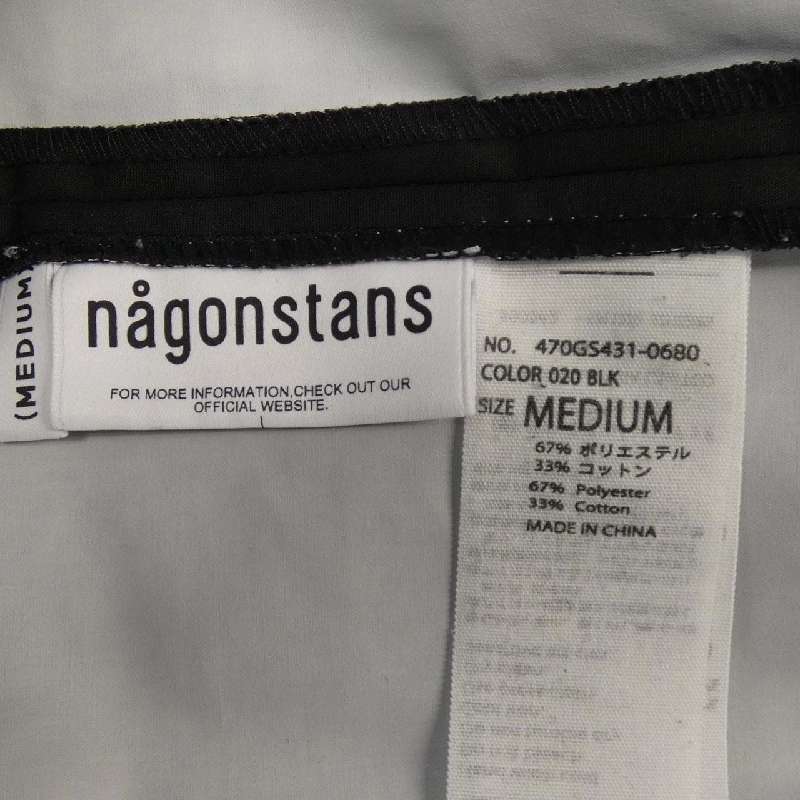 (MEDIUM)
någonstans
FOR MORE INFORMATION,CHECK OUT OUR
OFFICIAL WEBSITE.
NO. 470GS431-0680
COLOR 020 BLK
SIZE MEDIUM
67% ポリエステル
33% コットン
67% Polyester
33% Cotton
MADE IN CHINA